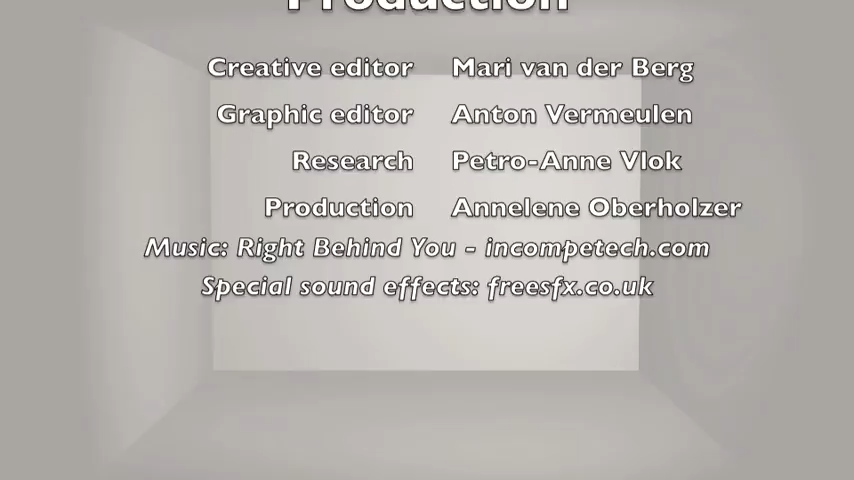 Production
Creative editor Mari van der Berg
Graphic editor Anton Vermeulen
Research Petro-Anne Vlok
Production Annelene Oberholzer
Music: Right Behind You - incompetech.com
Special sound effects: freesfx.co.uk